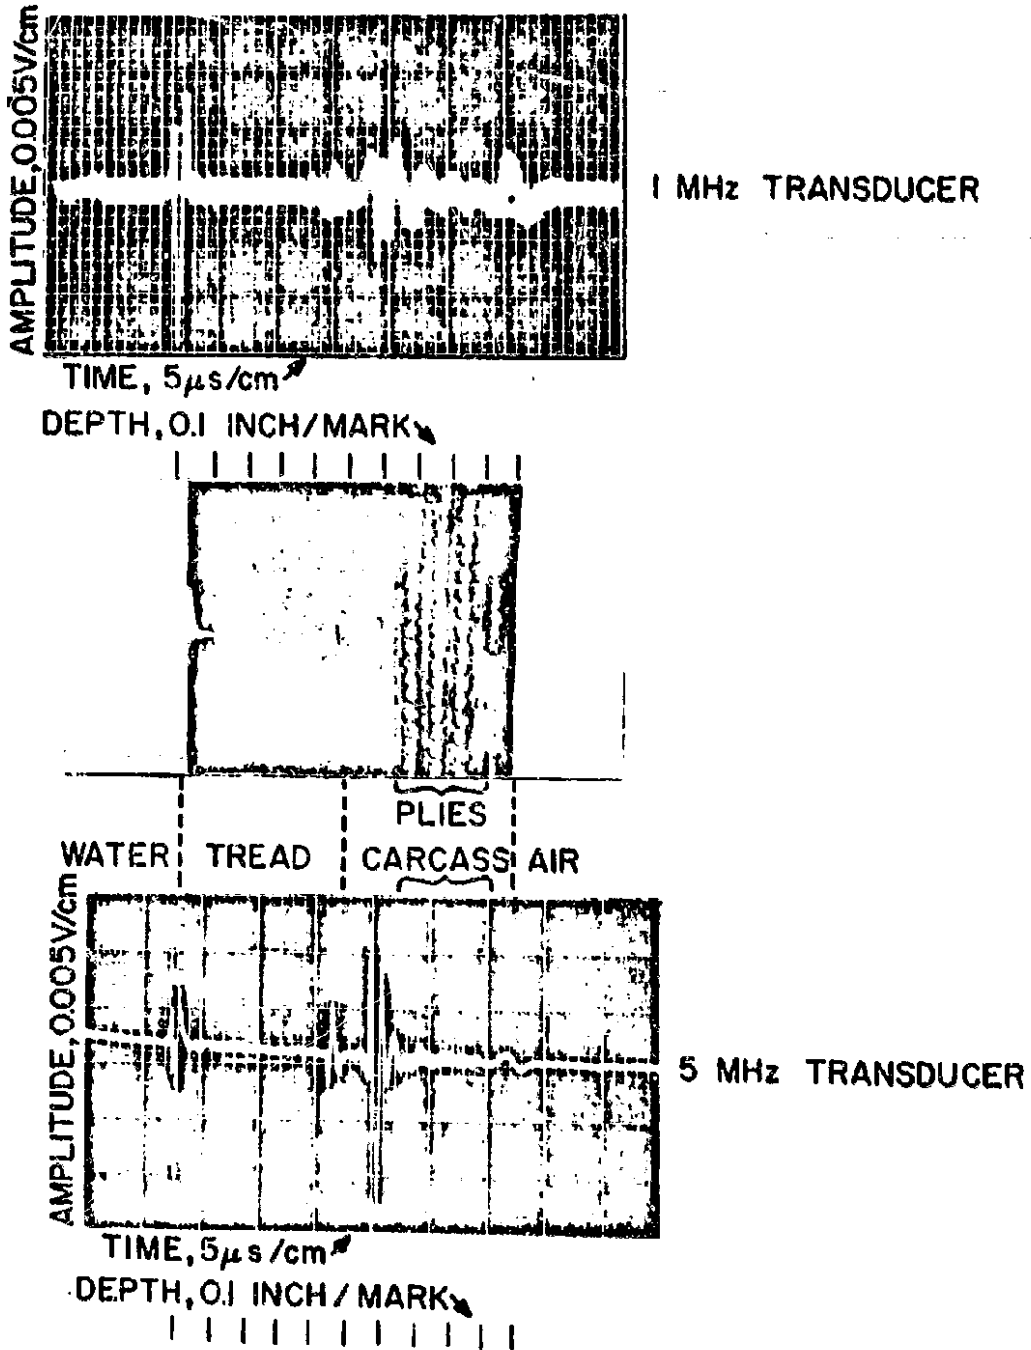 AMPLITUDE, 0.005V/cm
1 MHz TRANSDUCER
TIME, 5μs/cm
DEPTH, 0.1 INCH/MARK
PLIES
WATER TREAD CARCASS AIR
AMPLITUDE, 0.005V/cm
5 MHz TRANSDUCER
TIME, 5μs/cm
DEPTH, 0.1 INCH/MARK